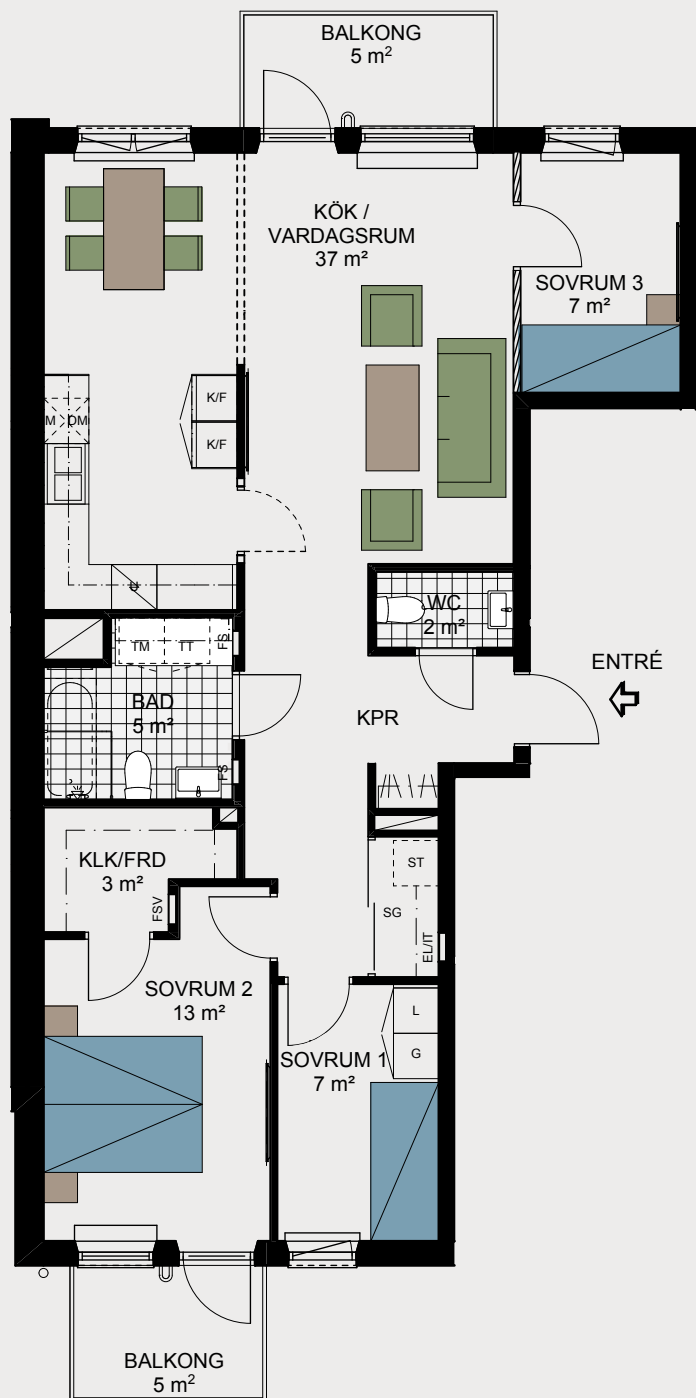 BALKONG
5 m²
KÖK /
VARDAGSRUM
37 m²
SOVRUM 3
7 m²
K/F
M DM
K/F
WC
2 m²
TM TT FS
ENTRÉ
BAD
5 m²
KPR
FS
KLK/FRD
3 m²
ST
FSV
SG
EL/IT
SOVRUM 2
13 m²
L
G
SOVRUM 1
7 m²
BALKONG
5 m²